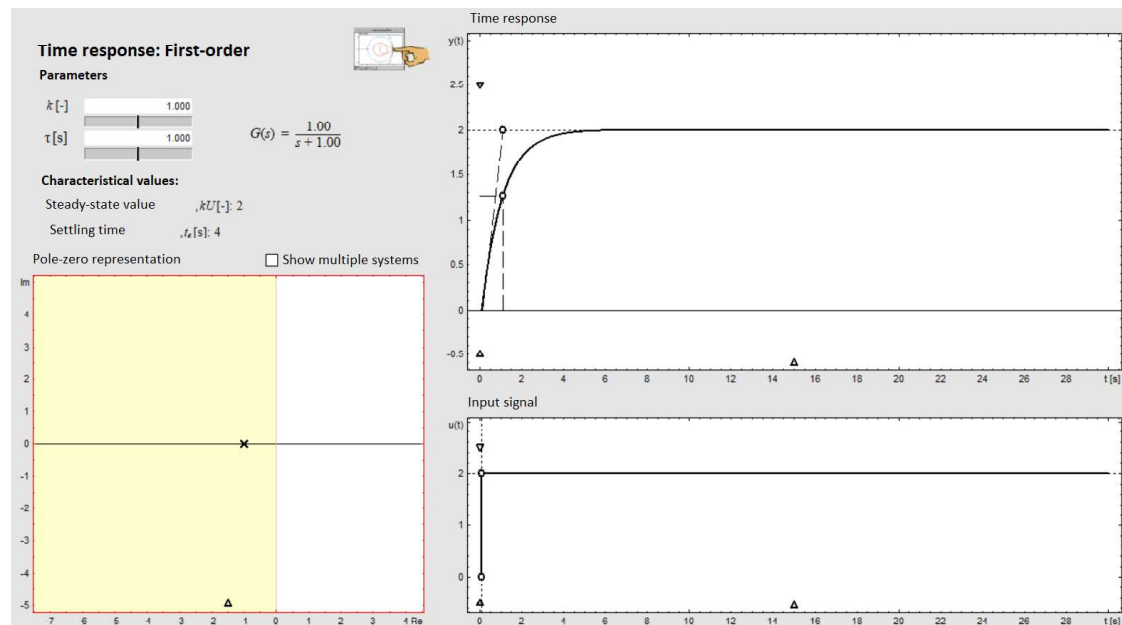 Time response: First-order
Parameters
k [-] 1.000
τ [s] 1.000
G(s) = 1.00 / s + 1.00
Characteristical values:
Steady-state value ,kU[-]: 2
Settling time ,tₑ[s]: 4
Pole-zero representation
Show multiple systems
Im
4
3
2
1
0
-1
-2
-3
-4
-5
7 6 5 4 3 2 1 0 1 2 3 4 Re
Time response
y(t)
2.5
2
1.5
1
0.5
0
-0.5
0 2 4 6 8 10 12 14 16 18 20 22 24 26 28 t [s]
Input signal
u(t)
2
1
0
0 2 4 6 8 10 12 14 16 18 20 22 24 26 28 t [s]